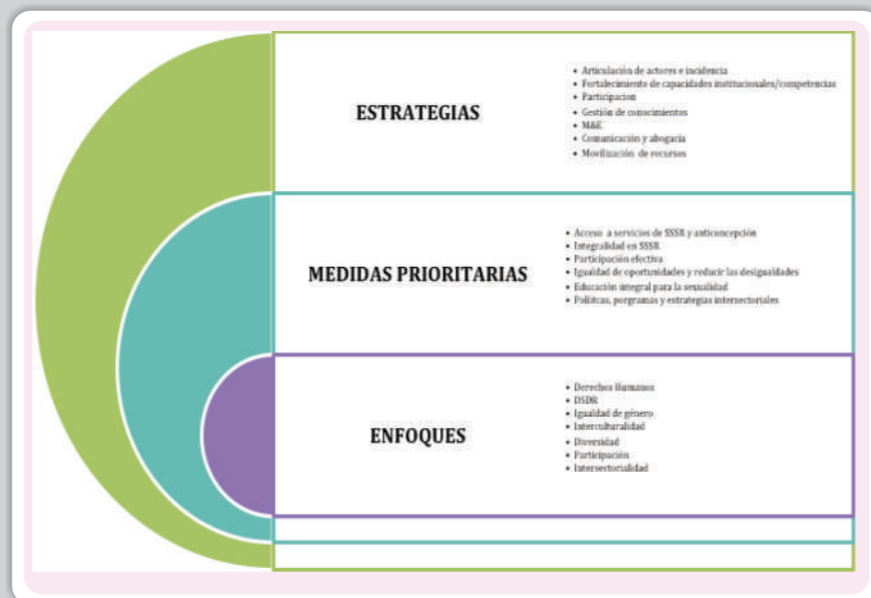 ESTRATEGIAS
• Articulación de actores e incidencia
• Fortalecimiento de capacidades institucionales/competencias
• Participacion
• Gestión de conocimientos
• M&E
• Comunicación y abogacía
• Movilización de recursos
MEDIDAS PRIORITARIAS
• Acceso a servicios de SSSR y anticoncepción
• Integralidad en SSSR
• Participación efectiva
• Igualdad de oportunidades y reducir las desigualdades
• Educación integral para la sexualidad
• Políitcas, porgramas y estrategias intersectoriales
ENFOQUES
• Derechos Humanos
• DSDR
• Igualdad de género
• Interculturalidad
• Diversidad
• Participación
• Intersectorialidad